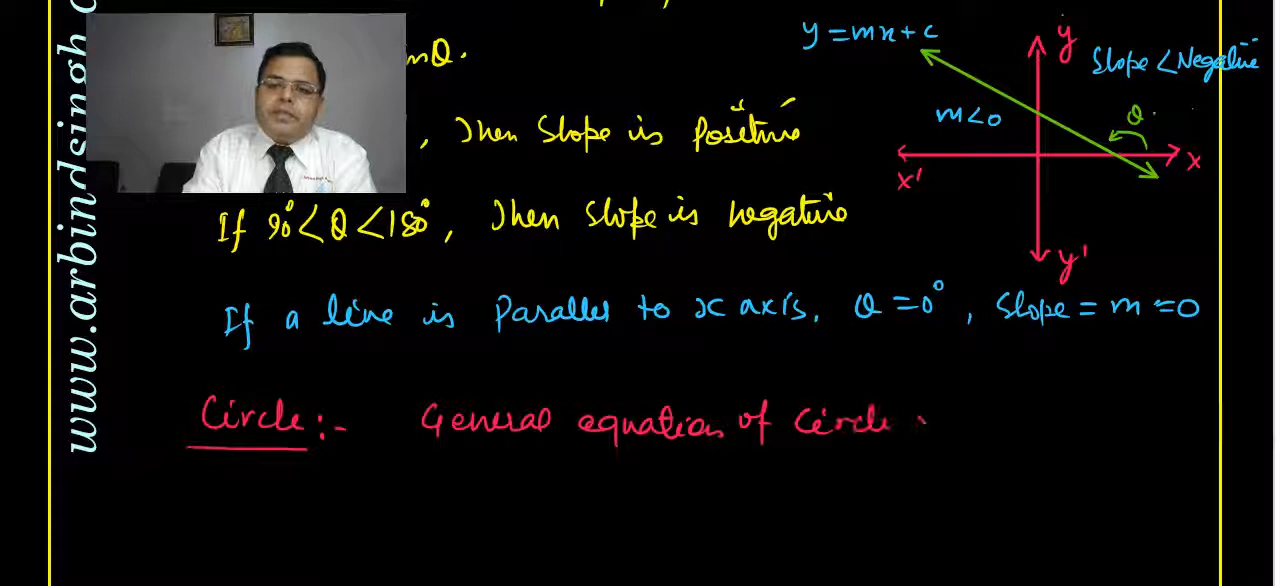 y = mx + c
y
Slope < Negative
nθ.
m<0
θ
, Then Slope is Positive
x'
x
If 90° < θ < 180°, Then Slope is negative
y'
If a line is Parallel to x axis. θ = 0°, Slope = m = 0
Circle :- General equation of Circle :
www.arbindsingh.c